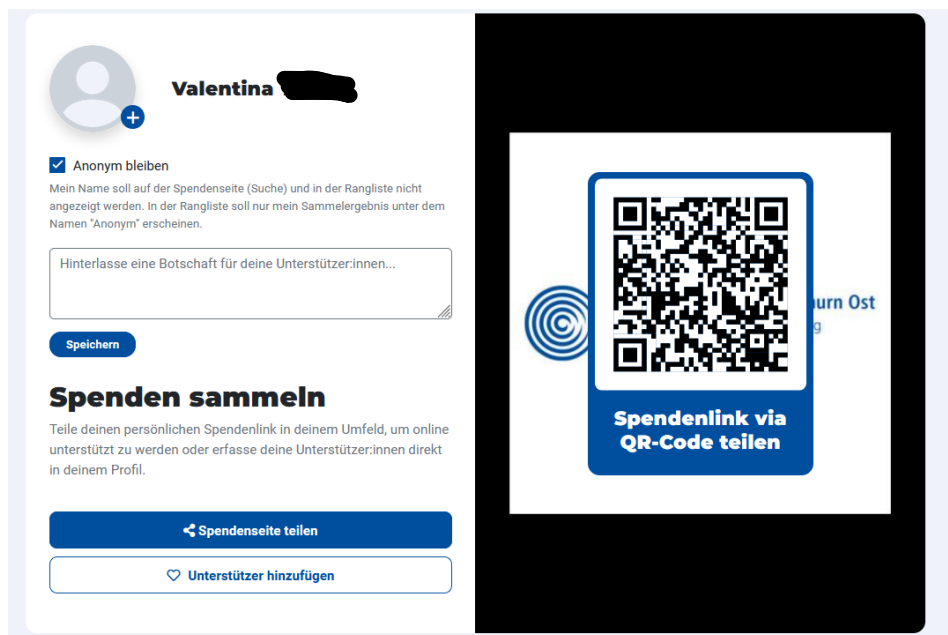 Valentina
Anonym bleiben
Mein Name soll auf der Spendenseite (Suche) und in der Rangliste nicht
angezeigt werden. In der Rangliste soll nur mein Sammelergebnis unter dem
Namen "Anonym" erscheinen.
Hinterlasse eine Botschaft für deine Unterstützer:innen...
Speichern
Spenden sammeln
Teile deinen persönlichen Spendenlink in deinem Umfeld, um online
unterstützt zu werden oder erfasse deine Unterstützer:innen direkt
in deinem Profil.
Spendenseite teilen
Unterstützer hinzufügen
Ost
Spendenlink via
QR-Code teilen